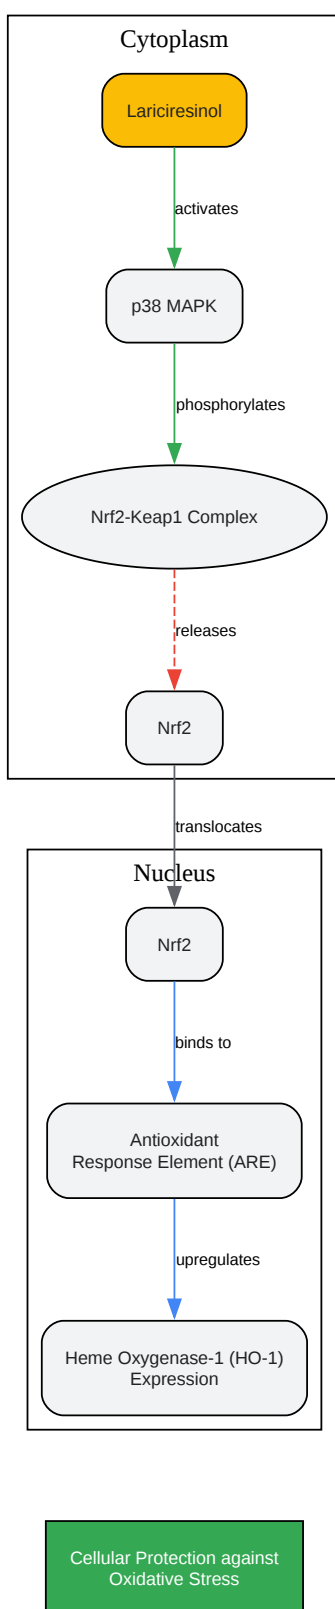 Cytoplasm
Lariciresinol
activates
p38 MAPK
phosphorylates
Nrf2-Keap1 Complex
releases
Nrf2
translocates
Nucleus
Nrf2
binds to
Antioxidant
Response Element (ARE)
upregulates
Heme Oxygenase-1 (HO-1)
Expression
Cellular Protection against
Oxidative Stress